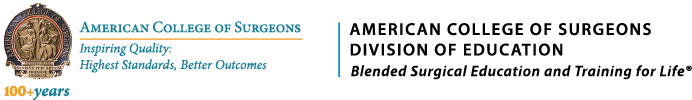 AMERICAN COLLEGE OF SURGEONS
Inspiring Quality:
Highest Standards, Better Outcomes
100+years
AMERICAN COLLEGE OF SURGEONS
DIVISION OF EDUCATION
Blended Surgical Education and Training for Life®